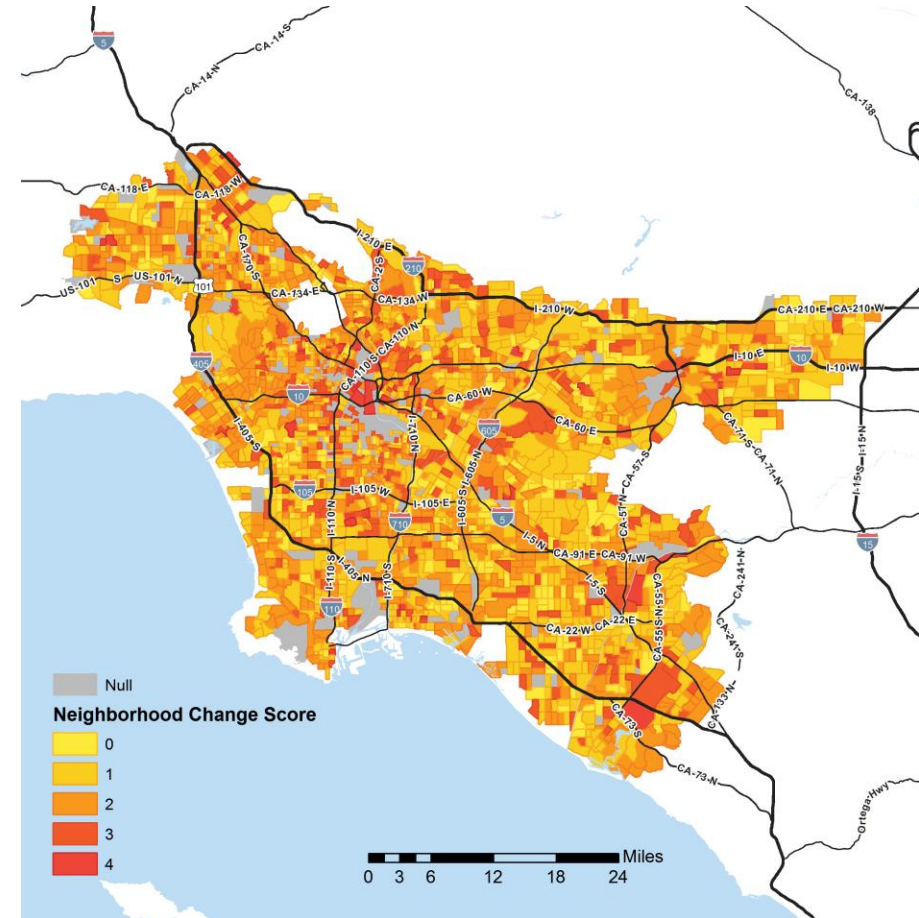 5
CA-14-N
CA-14-S
CA-138
CA-118 E
CA-118 W
I-210 E
CA-170 S
CA-2 S
210
US-101 S
US-101 N
101
CA-134 E
CA-134 W
CA-110 N
I-210 W
CA-210 E
CA-210 W
CA-110 S
I-10 E
10
I-10 W
405
10
CA-60 W
CA-60 E
I-405 S
I-710 N
605
CA-71 S
CA-71 N
I-605 N
CA-57 S
I-15 N
I-15 S
105
I-105 W
I-105 E
I-110 N
I-605 S
CA-57 N
710
5
I-5 N
CA-91 E
CA-91 W
15
I-405 N
I-110 S
I-710 S
I-5 S
CA-55 S
CA-241 N
110
CA-22 W
CA-22 E
CA-55 S
N
CA-241 S
CA-133 N
CA-73 S
CA-73 N
Ortega Hwy
Null
Neighborhood Change Score
0
1
2
3
4
Miles
0 3 6 12 18 24